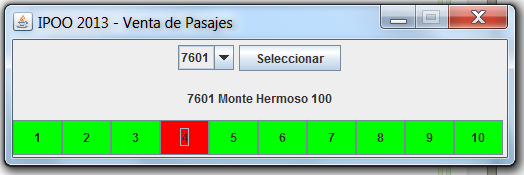 IPOO 2013 - Venta de Pasajes
7601 Seleccionar
7601 Monte Hermoso 100
1 2 3 4 5 6 7 8 9 10